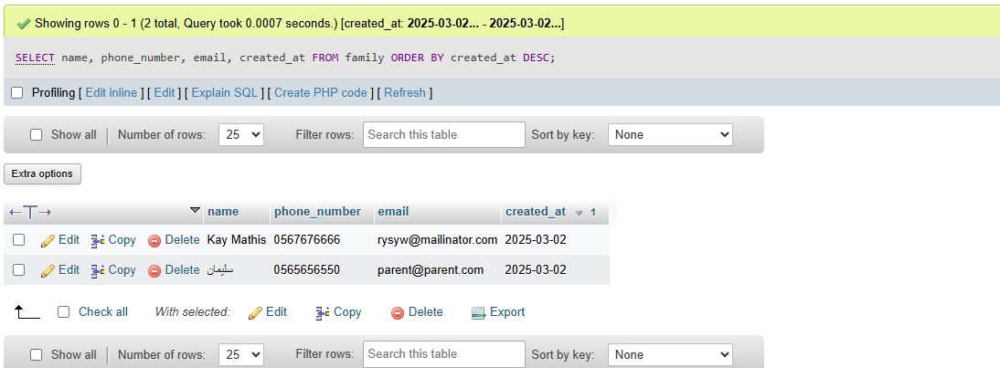 Showing rows 0 - 1 (2 total, Query took 0.0007 seconds.) [created_at: 2025-03-02... - 2025-03-02...]
SELECT name, phone_number, email, created_at FROM family ORDER BY created_at DESC;
Profiling [ Edit inline ] [ Edit ] [ Explain SQL ] [ Create PHP code ] [ Refresh ]
Show all Number of rows: 25 Filter rows: Search this table Sort by key: None
Extra options
name phone_number email created_at 1
Edit Copy Delete Kay Mathis 0567676666 rysyw@mailinator.com 2025-03-02
Edit Copy Delete سليمان 0565656550 parent@parent.com 2025-03-02
Check all With selected: Edit Copy Delete Export
Show all Number of rows: 25 Filter rows: Search this table Sort by key: None